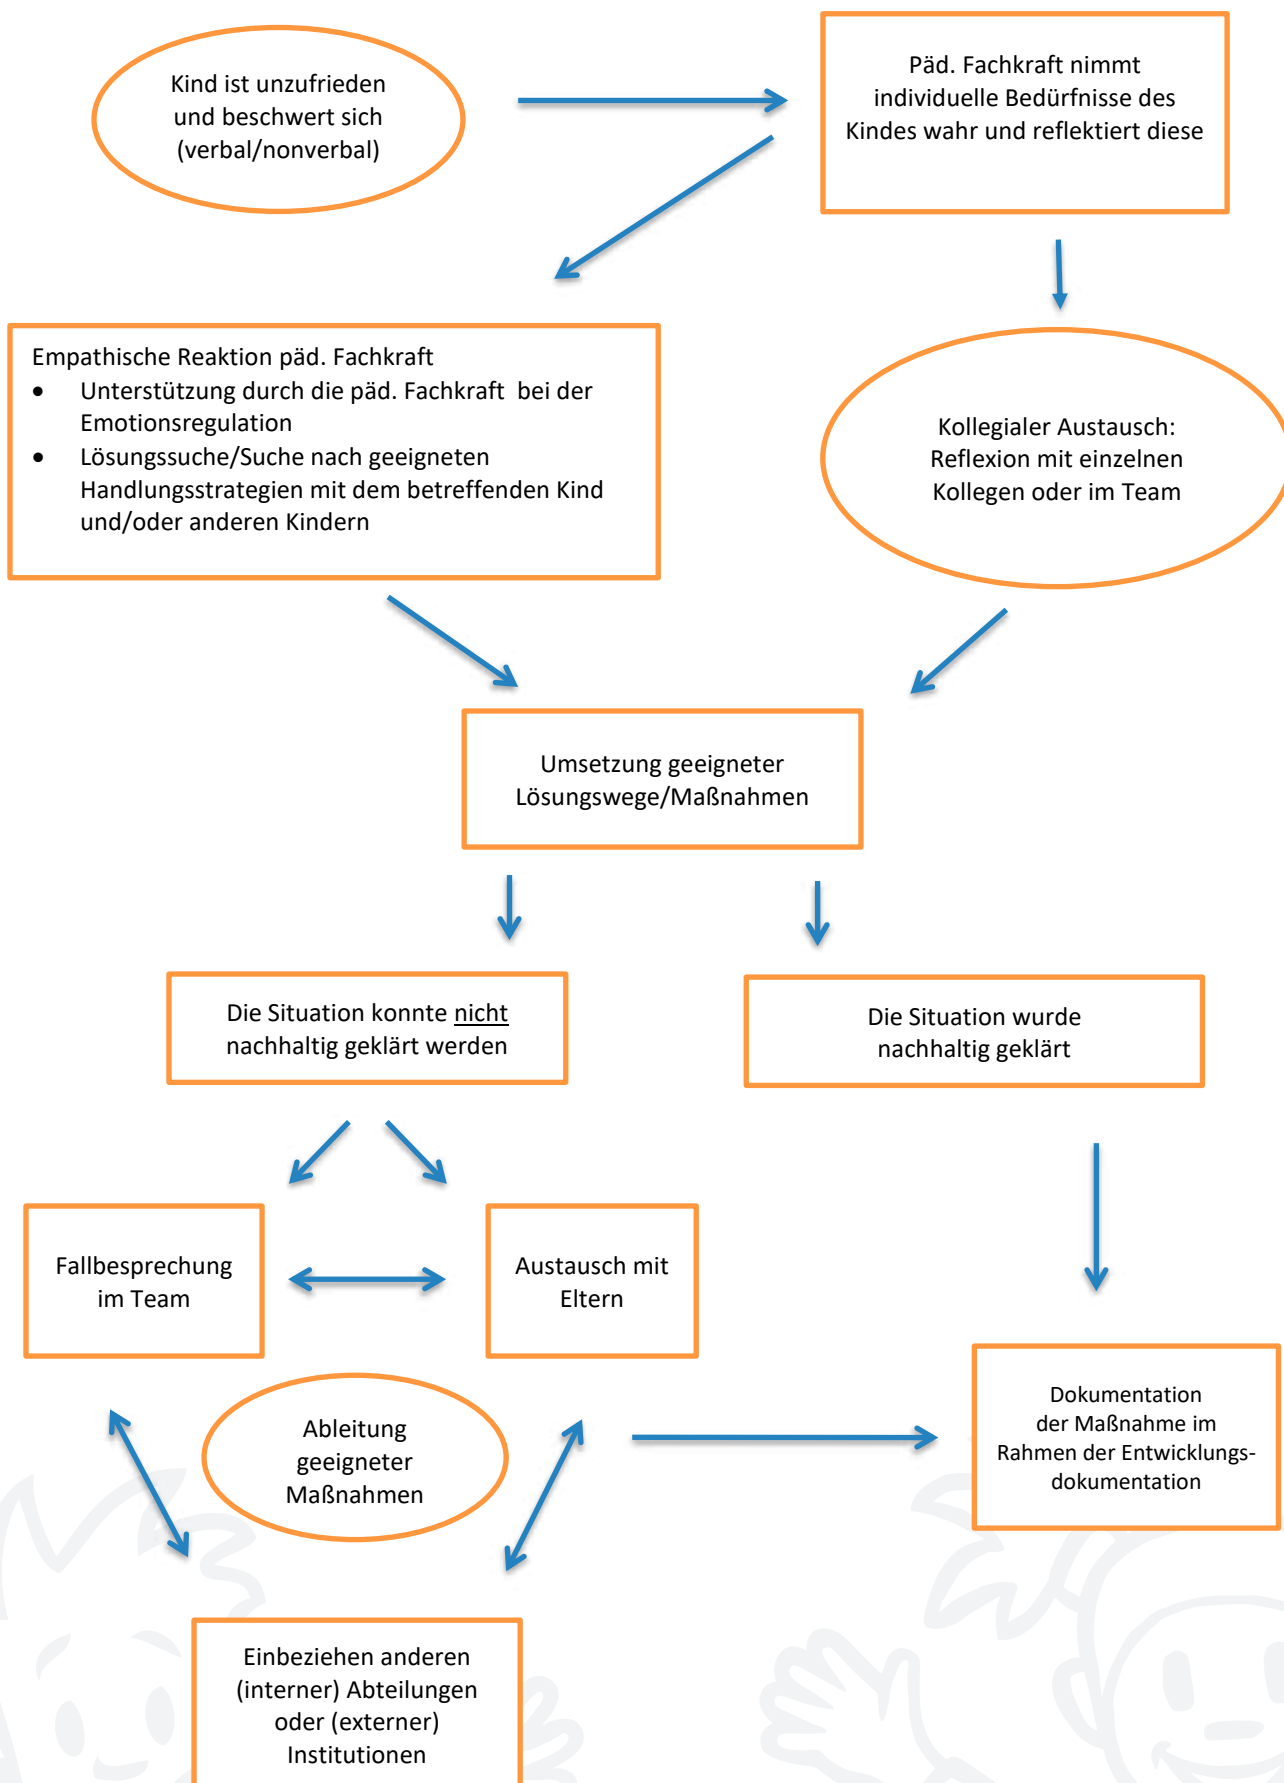 Kind ist unzufrieden
und beschwert sich
(verbal/nonverbal)
Päd. Fachkraft nimmt
individuelle Bedürfnisse des
Kindes wahr und reflektiert diese
Empathische Reaktion päd. Fachkraft
• Unterstützung durch die päd. Fachkraft bei der
Emotionsregulation
• Lösungssuche/Suche nach geeigneten
Handlungsstrategien mit dem betreffenden Kind
und/oder anderen Kindern
Kollegialer Austausch:
Reflexion mit einzelnen
Kollegen oder im Team
Umsetzung geeigneter
Lösungswege/Maßnahmen
Die Situation konnte nicht
nachhaltig geklärt werden
Die Situation wurde
nachhaltig geklärt
Fallbesprechung
im Team
Austausch mit
Eltern
Ableitung
geeigneter
Maßnahmen
Dokumentation
der Maßnahme im
Rahmen der Entwicklungs-
dokumentation
Einbeziehen anderen
(interner) Abteilungen
oder (externer)
Institutionen